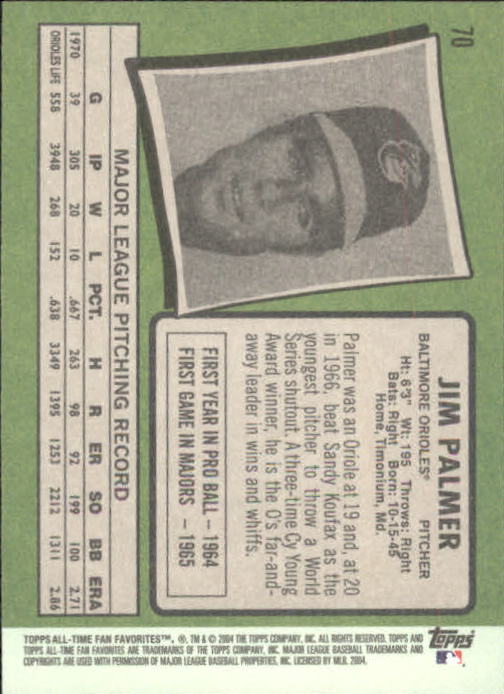 70
JIM PALMER
BALTIMORE ORIOLES® PITCHER
Ht: 6'3" Wt: 195 Throws: Right
Bats: Right Born: 10-15-45
Home, Timonium, Md.
Palmer was an Oriole at 19 and, at 20
in 1966, beat Sandy Koufax as the
youngest pitcher to throw a World
Series shutout. A three-time Cy Young
Award winner, he is the O's far-and-
away leader in wins and whiffs.
FIRST YEAR IN PRO BALL – 1964
FIRST GAME IN MAJORS – 1965
MAJOR LEAGUE PITCHING RECORD
G IP W L PCT. H R ER SO BB ERA
1970 39 305 20 10 .667 263 98 92 199 100 2.71
ORIOLES LIFE 558 3948 268 152 .638 3349 1395 1253 2212 1311 2.86
Topps
TOPPS ALL-TIME FAN FAVORITES™, ®, TM & © 2004 THE TOPPS COMPANY, INC. ALL RIGHTS RESERVED. TOPPS AND
TOPPS ALL-TIME FAN FAVORITES ARE TRADEMARKS OF THE TOPPS COMPANY, INC. MAJOR LEAGUE BASEBALL TRADEMARKS AND
COPYRIGHTS ARE USED WITH PERMISSION OF MAJOR LEAGUE BASEBALL PROPERTIES, INC. LICENSED BY MLB, 2004.